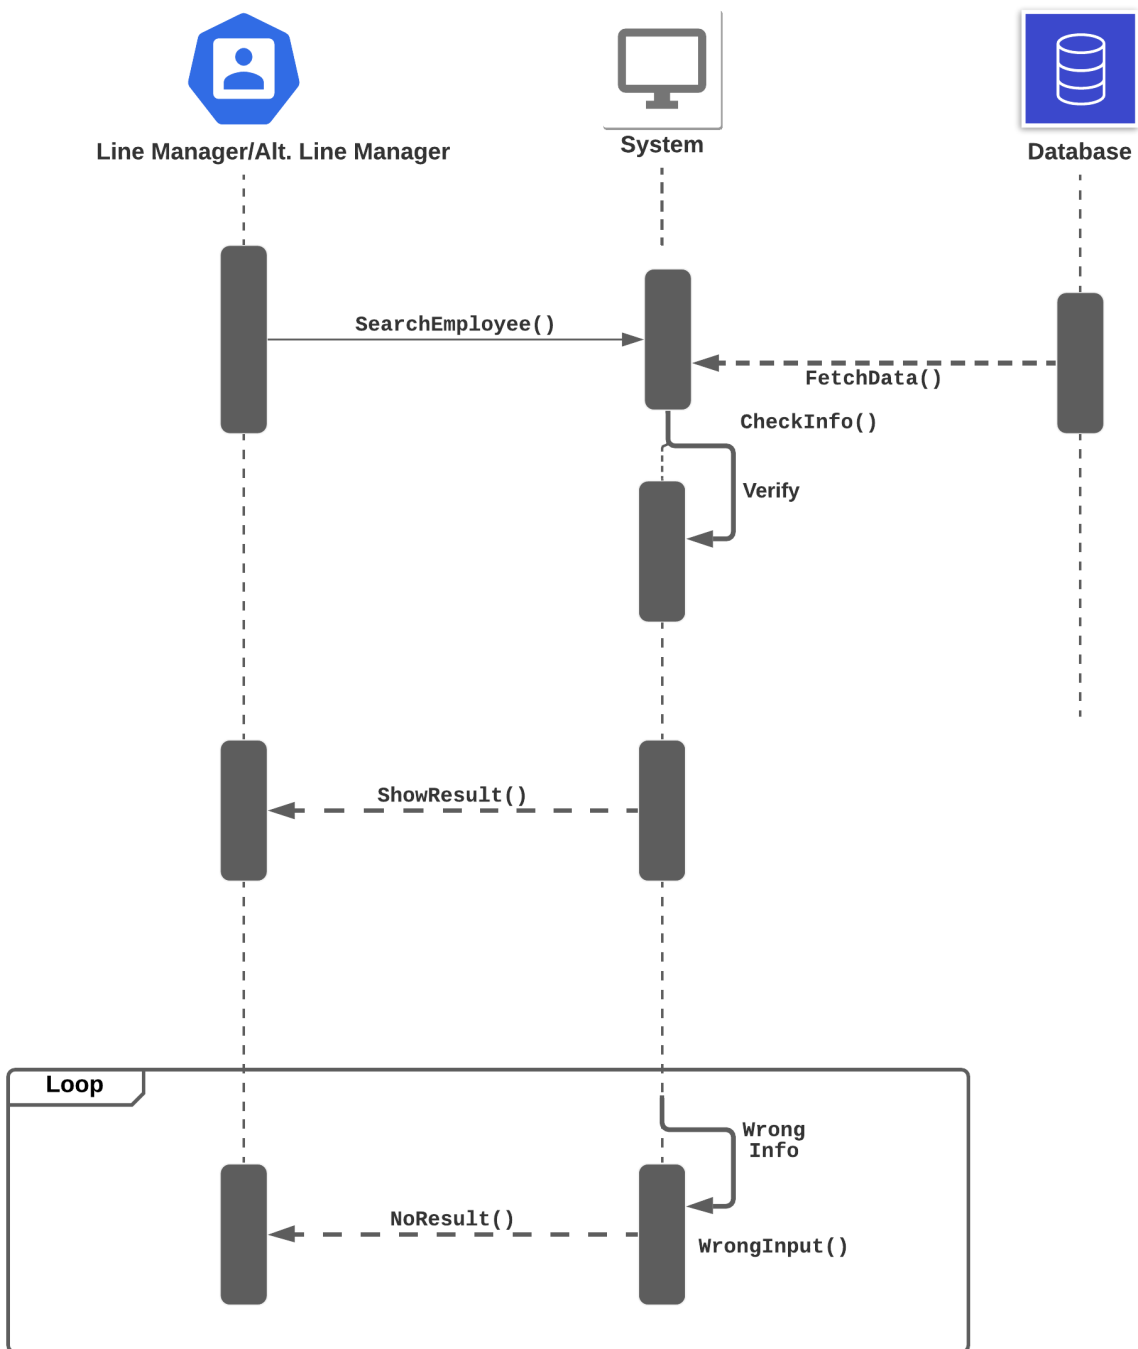 Line Manager/Alt. Line Manager
System
Database
SearchEmployee()
FetchData()
CheckInfo()
Verify
ShowResult()
Loop
Wrong
Info
NoResult()
WrongInput()